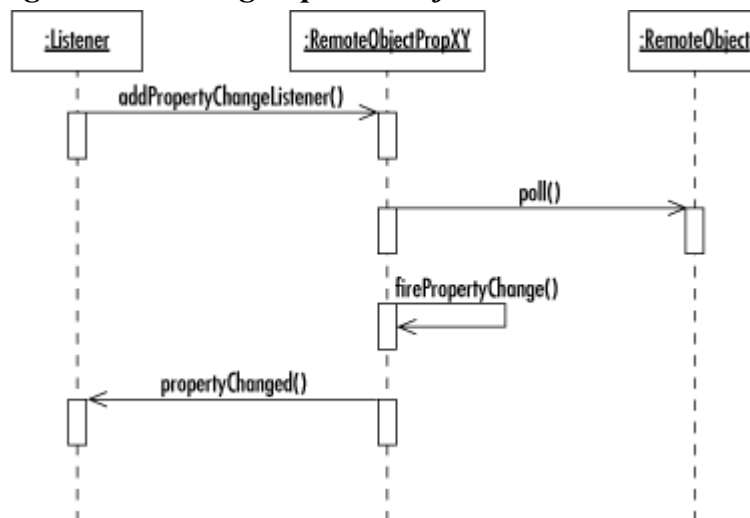 :Listener :RemoteObjectPropXY :RemoteObject
addPropertyChangeListener()
poll()
firePropertyChange()
propertyChanged()